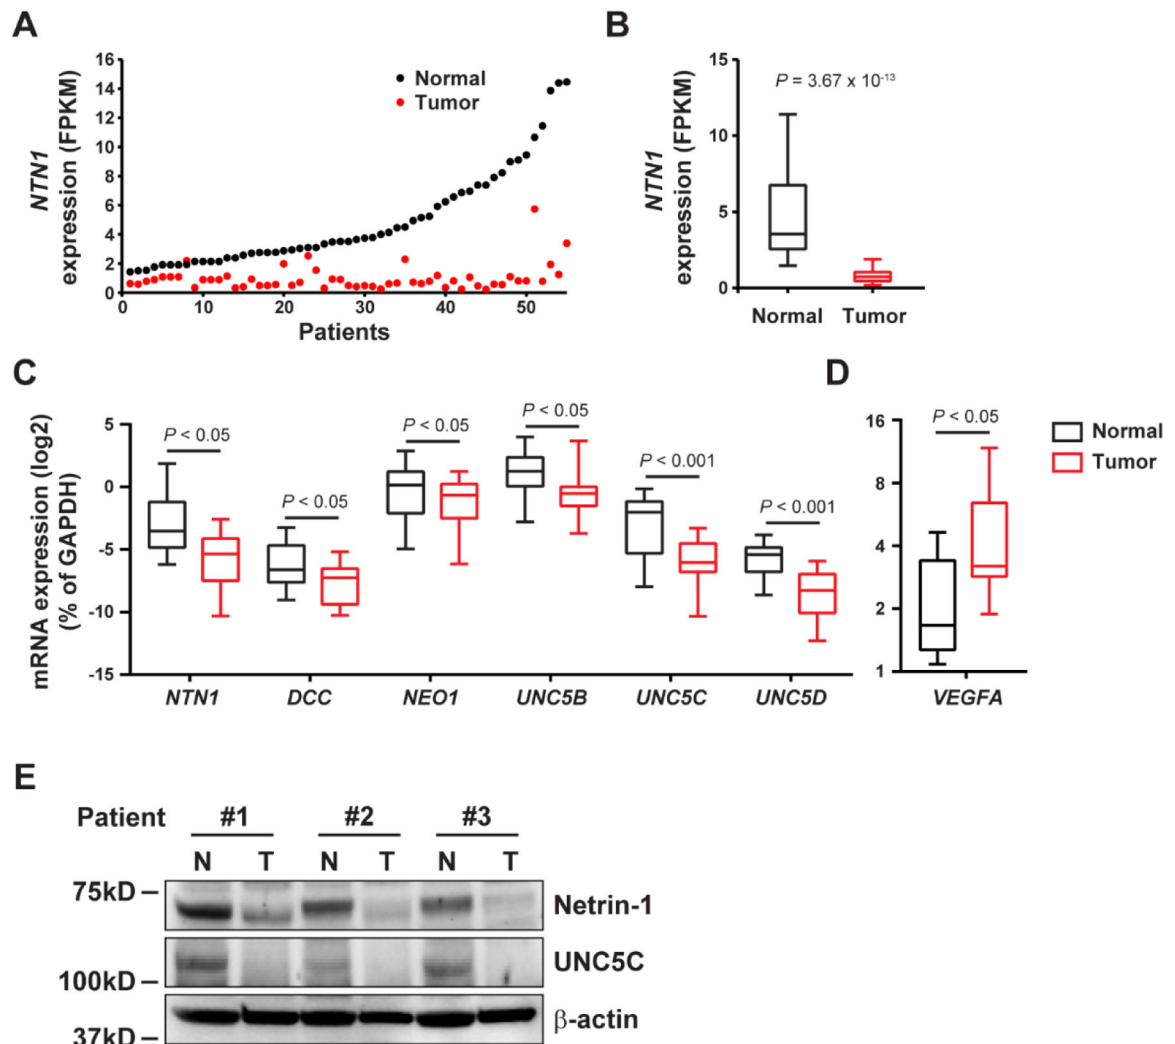 A
NTN1
expression (FPKM)
16
14
12
10
8
6
4
2
0
0
10
20
30
40
50
Patients
Normal
Tumor
B
NTN1
expression (FPKM)
15
10
5
0
P = 3.67 x 10⁻¹³
Normal Tumor
C
mRNA expression (log2)
(% of GAPDH)
5
0
-5
-10
-15
P < 0.05
P < 0.05
P < 0.05
P < 0.05
P < 0.001
P < 0.001
NTN1 DCC NEO1 UNC5B UNC5C UNC5D
D
16
8
4
2
1
P < 0.05
VEGFA
Normal
Tumor
E
Patient #1 #2 #3
N T N T N T
75kD
Netrin-1
UNC5C
100kD
β-actin
37kD